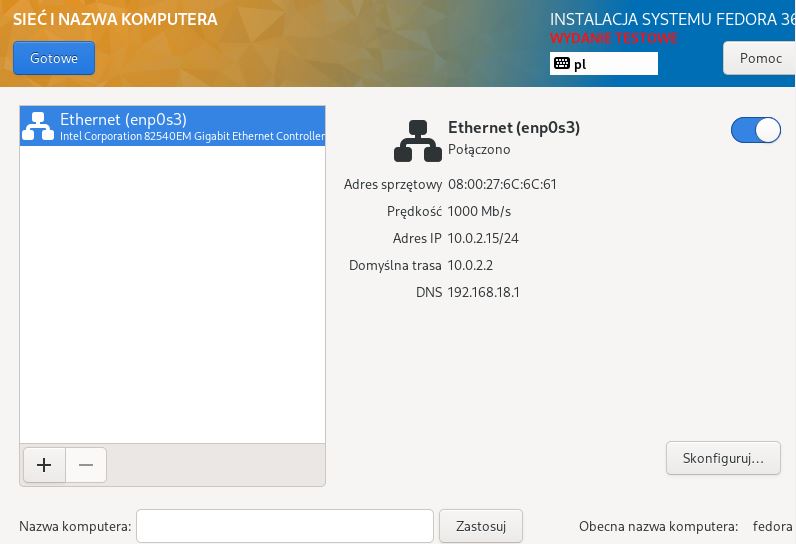 SIEĆ I NAZWA KOMPUTERA
INSTALACJA SYSTEMU FEDORA 36
WYDANIE TESTOWE
Gotowe
pl
Pomoc
Ethernet (enp0s3)
Intel Corporation 82540EM Gigabit Ethernet Controller
Ethernet (enp0s3)
Połączono
Adres sprzętowy 08:00:27:6C:6C:61
Prędkość 1000 Mb/s
Adres IP 10.0.2.15/24
Domyślna trasa 10.0.2.2
DNS 192.168.18.1
+ −
Skonfiguruj...
Nazwa komputera: Zastosuj Obecna nazwa komputera: fedora